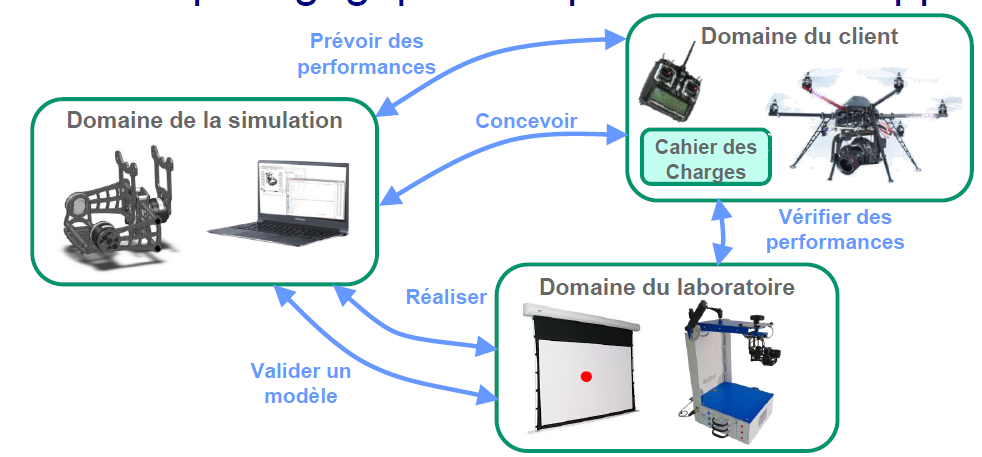 Domaine du client
Prévoir des
performances
Concevoir
Domaine de la simulation
Cahier des
Charges
Vérifier des
performances
Domaine du laboratoire
Réaliser
Valider un
modèle